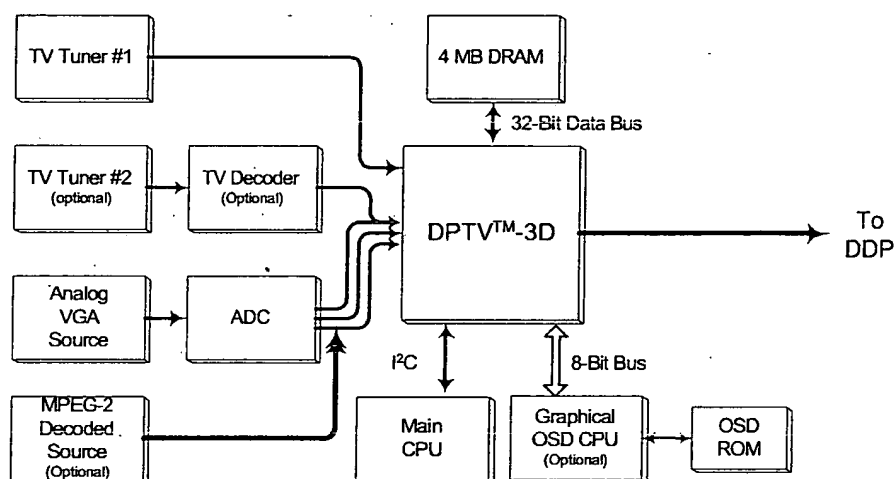 TV Tuner #1
4 MB DRAM
32-Bit Data Bus
TV Tuner #2
(optional)
TV Decoder
(Optional)
DPTV™-3D
To
DDP
Analog
VGA
Source
ADC
I²C
8-Bit Bus
MPEG-2
Decoded
Source
(Optional)
Main
CPU
Graphical
OSD CPU
(Optional)
OSD
ROM